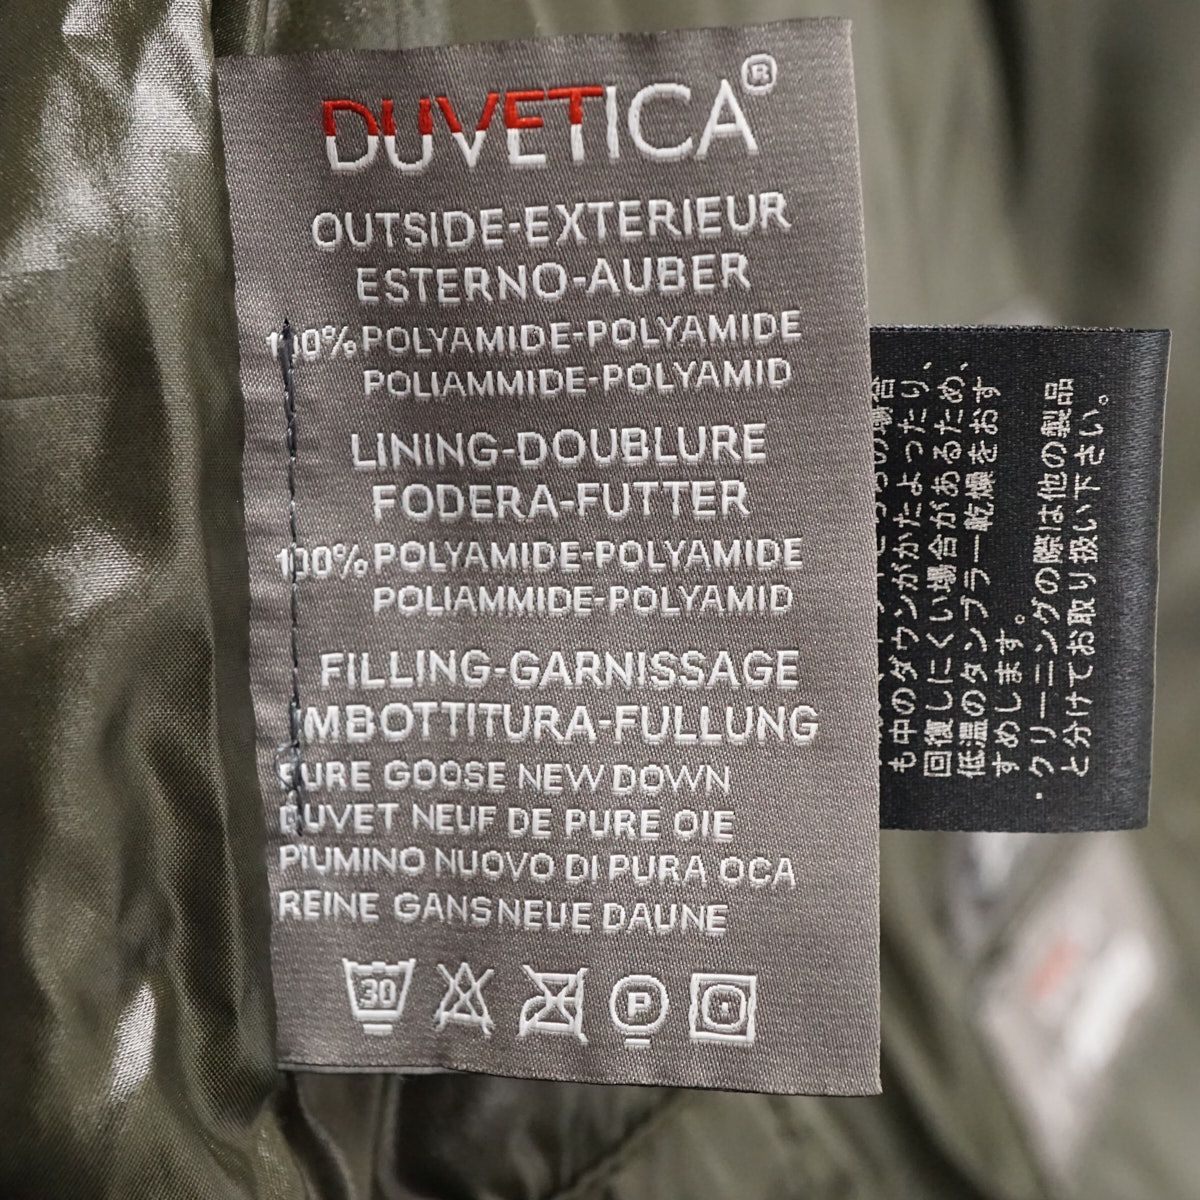 DUVETICA®
OUTSIDE-EXTERIEUR
ESTERNO-AUBER
100% POLYAMIDE-POLYAMIDE
POLIAMMIDE-POLYAMID
LINING-DOUBLURE
FODERA-FUTTER
100% POLYAMIDE-POLYAMIDE
POLIAMMIDE-POLYAMID
FILLING-GARNISSAGE
IMBOTTITURA-FULLUNG
PURE GOOSE NEW DOWN
DUVET NEUF DE PURE OIE
PIUMINO NUOVO DI PURA OCA
REINE GANSNEUE DAUNE
30
P
も中のダウンがかたよったり、
回復しにくい場合があるため、
低温のタンブラー乾燥をおす
すめします。
・クリーニングの際は他の製品
と分けてお取り扱い下さい。